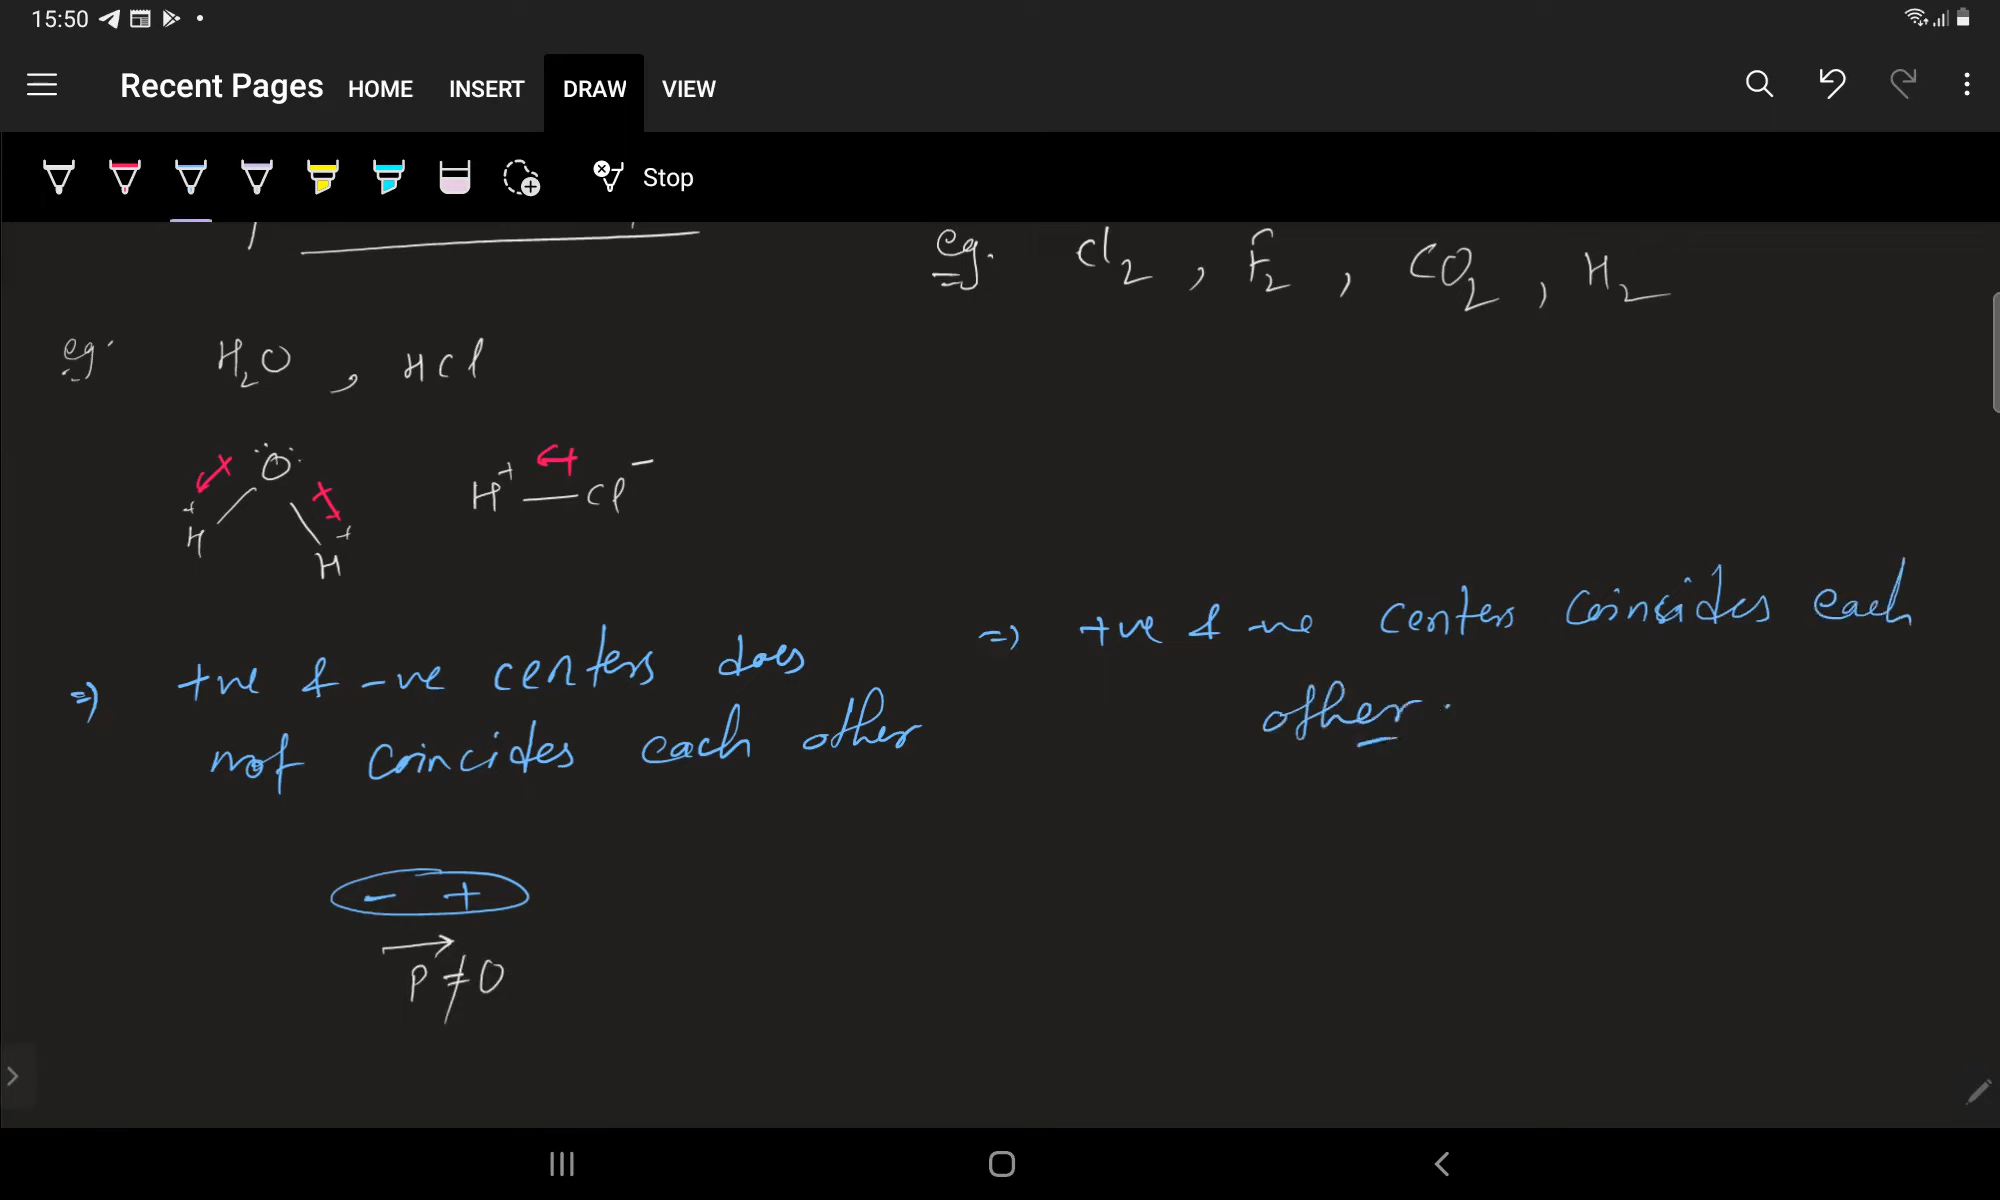 15:50
Recent Pages HOME INSERT DRAW VIEW
Stop
eg. Cl2 , F2 , CO2 , H2
eg. H2O , HCl
O
H+ H+
H+ — Cl−
⇒ +ve & -ve centers does
not coincides each other
⇒ +ve & -ve centers coincides each
other.
- +
P ≠ 0